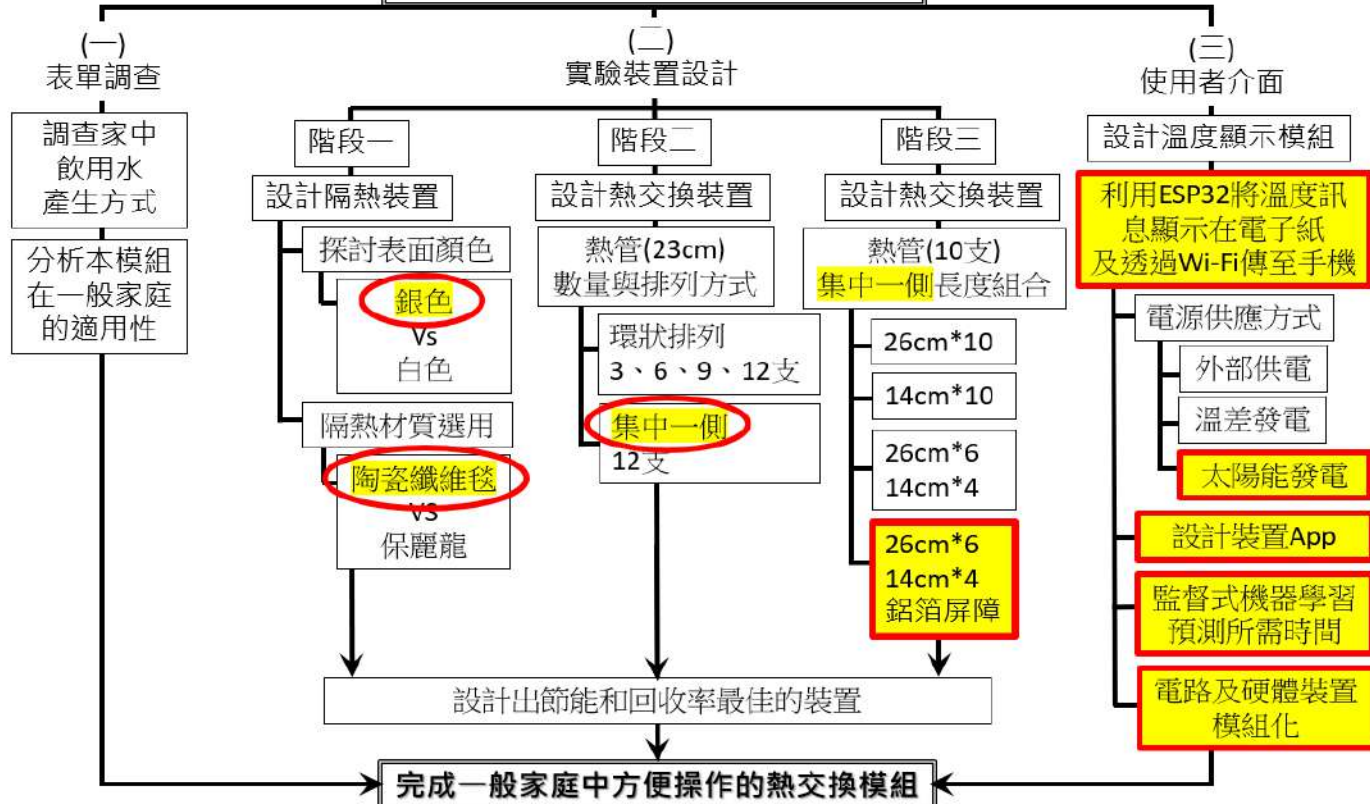 (一)
表單調查
調查家中
飲用水
產生方式
分析本模組
在一般家庭
的適用性
(二)
實驗裝置設計
階段一
設計隔熱裝置
探討表面顏色
銀色
Vs
白色
隔熱材質選用
陶瓷纖維毯
VS
保麗龍
階段二
設計熱交換裝置
熱管(23cm)
數量與排列方式
環狀排列
3、6、9、12支
集中一側
12支
階段三
設計熱交換裝置
熱管(10支)
集中一側長度組合
26cm*10
14cm*10
26cm*6
14cm*4
26cm*6
14cm*4
鋁箔屏障
設計出節能和回收率最佳的裝置
(三)
使用者介面
設計溫度顯示模組
利用ESP32將溫度訊
息顯示在電子紙
及透過Wi-Fi傳至手機
電源供應方式
外部供電
溫差發電
太陽能發電
設計裝置App
監督式機器學習
預測所需時間
電路及硬體裝置
模組化
完成一般家庭中方便操作的熱交換模組